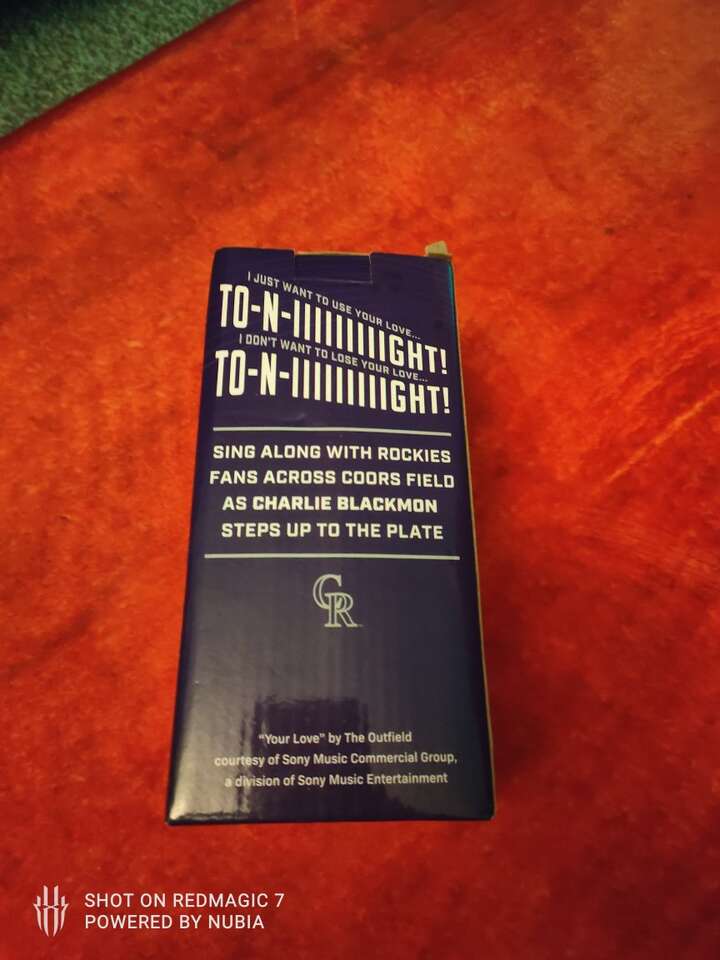 I JUST WANT TO USE YOUR LOVE...
TO-N-IIIIIIIIIIGHT!
I DON'T WANT TO LOSE YOUR LOVE...
TO-N-IIIIIIIIIIGHT!
SING ALONG WITH ROCKIES
FANS ACROSS COORS FIELD
AS CHARLIE BLACKMON
STEPS UP TO THE PLATE
CR
"Your Love" by The Outfield
courtesy of Sony Music Commercial Group,
a division of Sony Music Entertainment
SHOT ON REDMAGIC 7
POWERED BY NUBIA